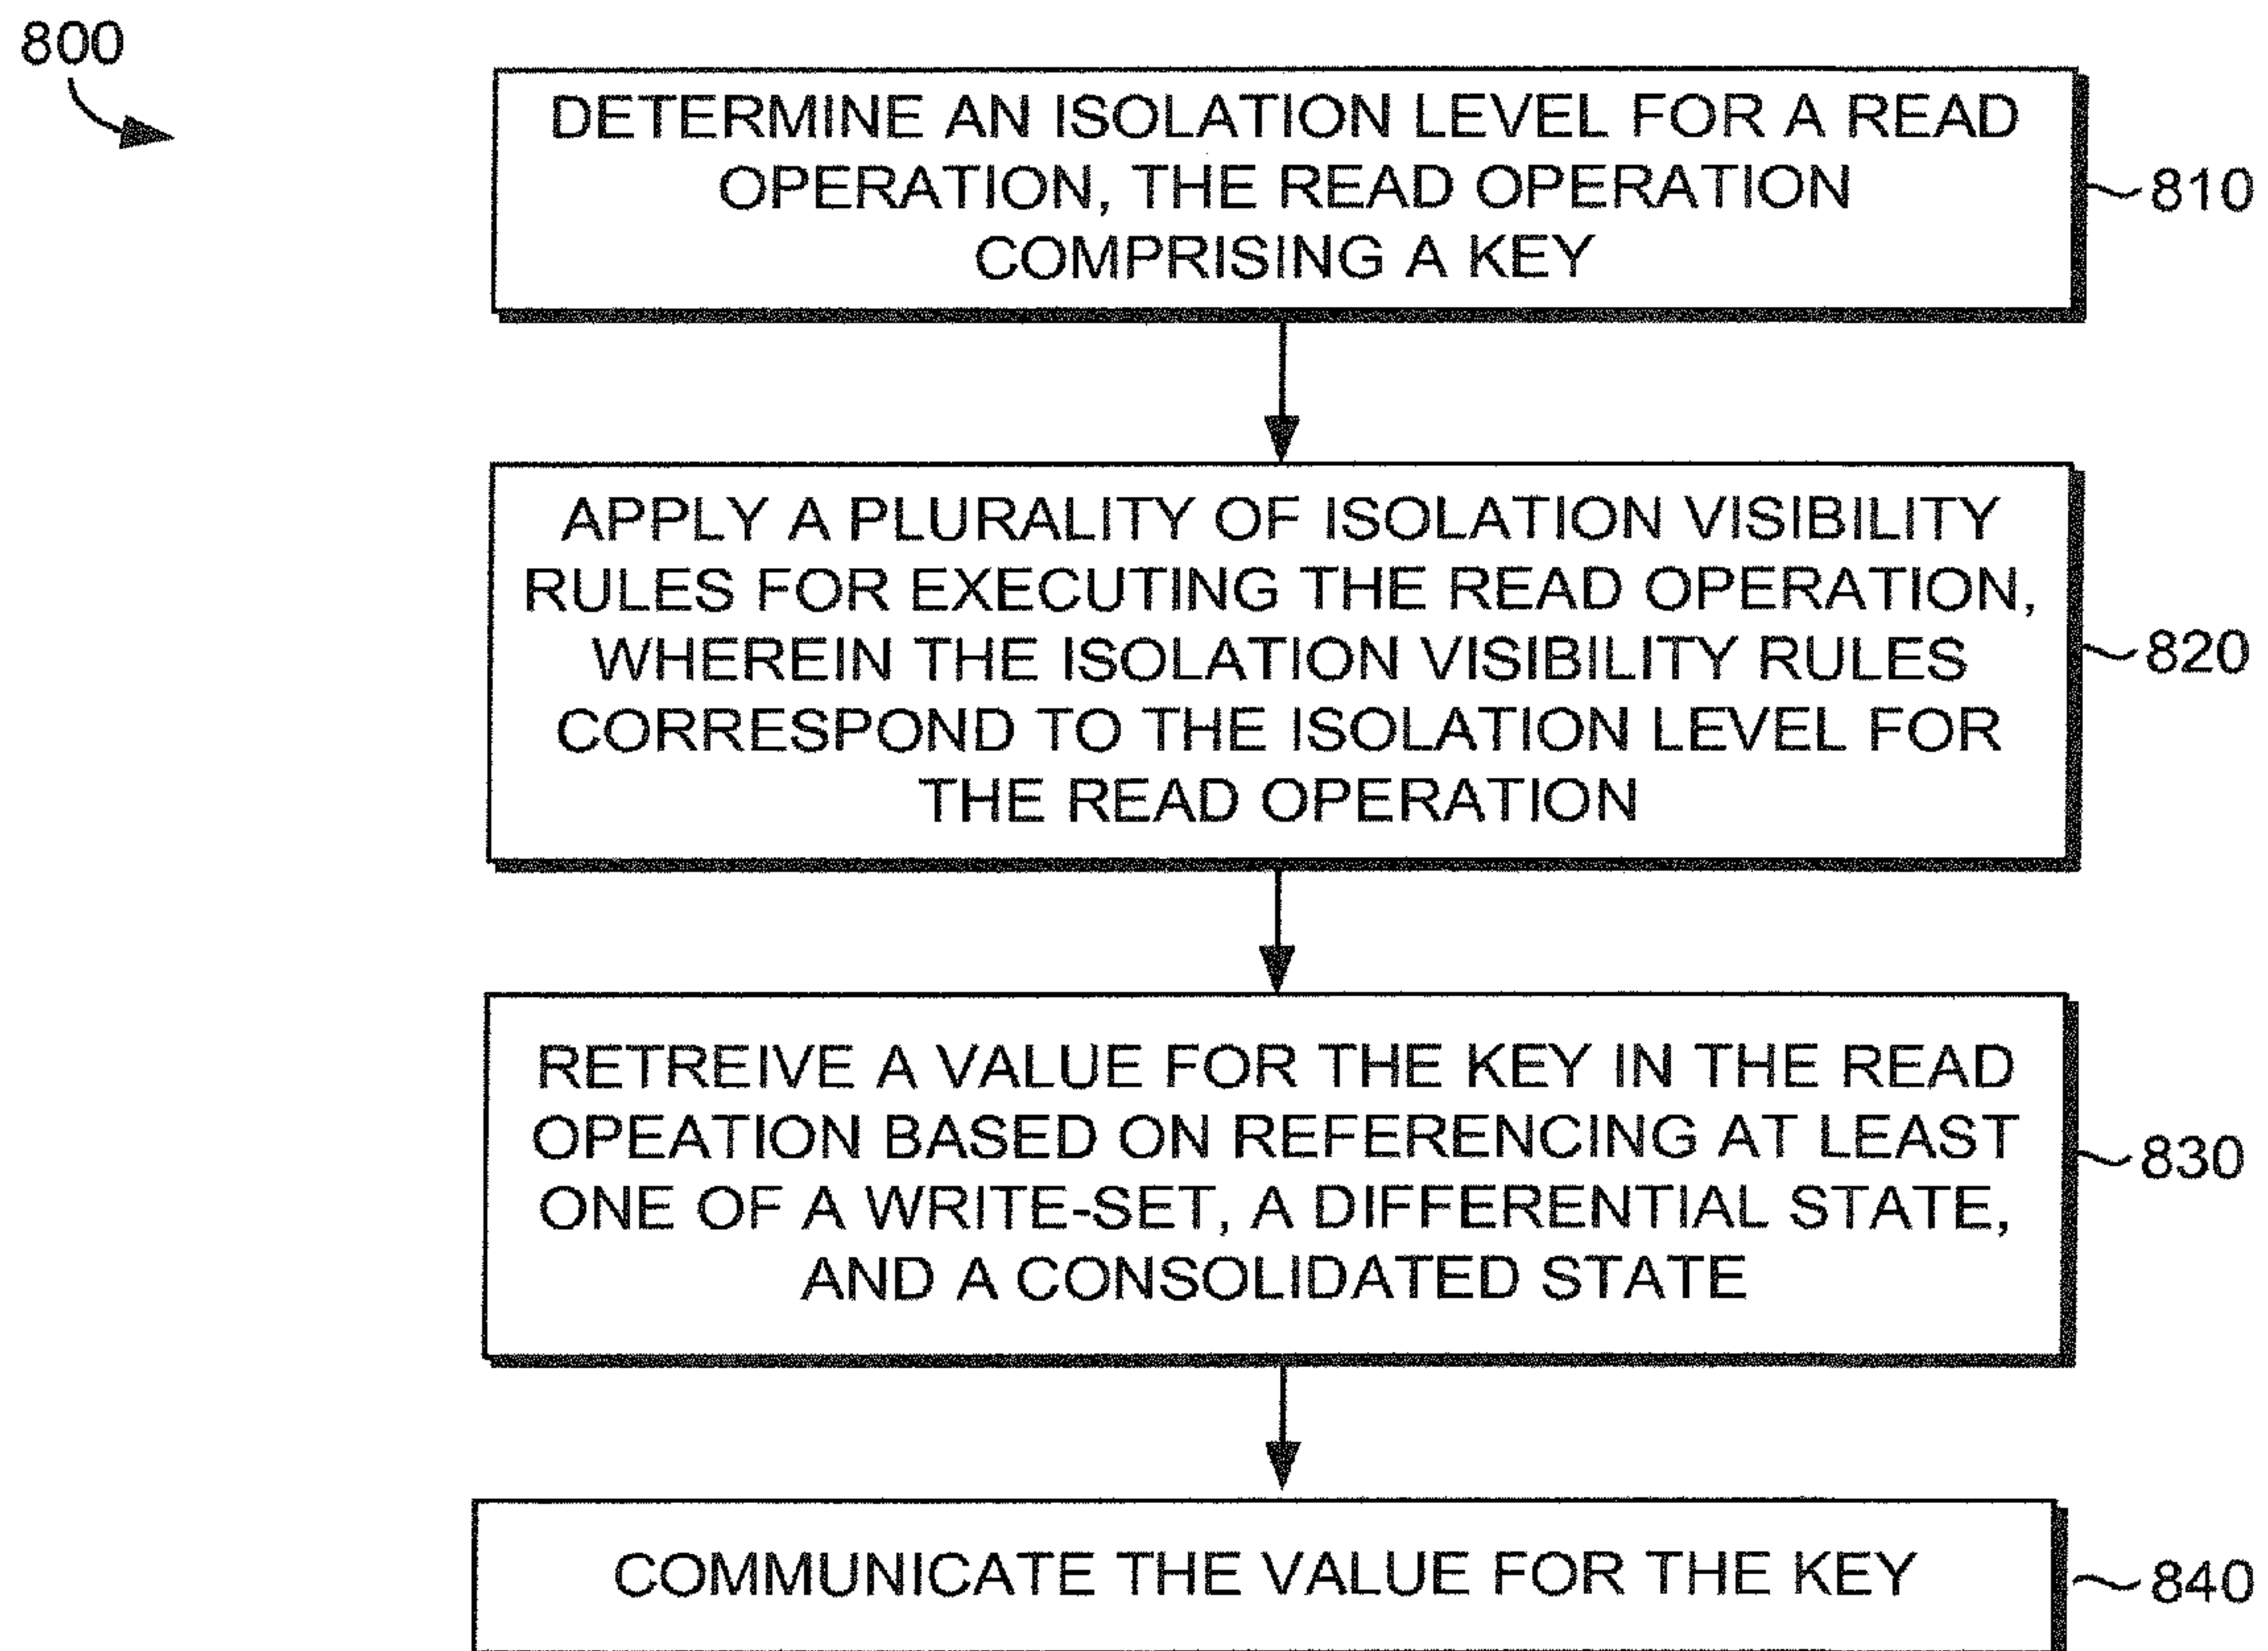 800
DETERMINE AN ISOLATION LEVEL FOR A READ
OPERATION, THE READ OPERATION
COMPRISING A KEY
810
APPLY A PLURALITY OF ISOLATION VISIBILITY
RULES FOR EXECUTING THE READ OPERATION,
WHEREIN THE ISOLATION VISIBILITY RULES
CORRESPOND TO THE ISOLATION LEVEL FOR
THE READ OPERATION
820
RETREIVE A VALUE FOR THE KEY IN THE READ
OPEATION BASED ON REFERENCING AT LEAST
ONE OF A WRITE-SET, A DIFFERENTIAL STATE,
AND A CONSOLIDATED STATE
830
COMMUNICATE THE VALUE FOR THE KEY
840